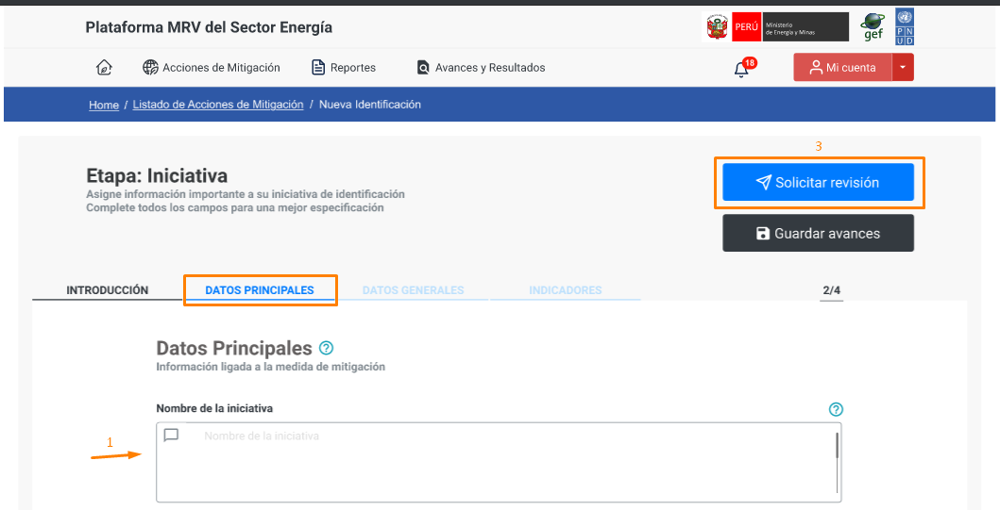 Plataforma MRV del Sector Energía
PERÚ
Ministerio
de Energía y Minas
gef
PN
UD
Acciones de Mitigación
Reportes
Avances y Resultados
18
Mi cuenta
Home / Listado de Acciones de Mitigación / Nueva Identificación
3
Etapa: Iniciativa
Asigne información importante a su iniciativa de identificación
Complete todos los campos para una mejor especificación
Solicitar revisión
Guardar avances
INTRODUCCIÓN
DATOS PRINCIPALES
DATOS GENERALES
INDICADORES
2/4
Datos Principales ?
Información ligada a la medida de mitigación
Nombre de la iniciativa ?
1
Nombre de la iniciativa